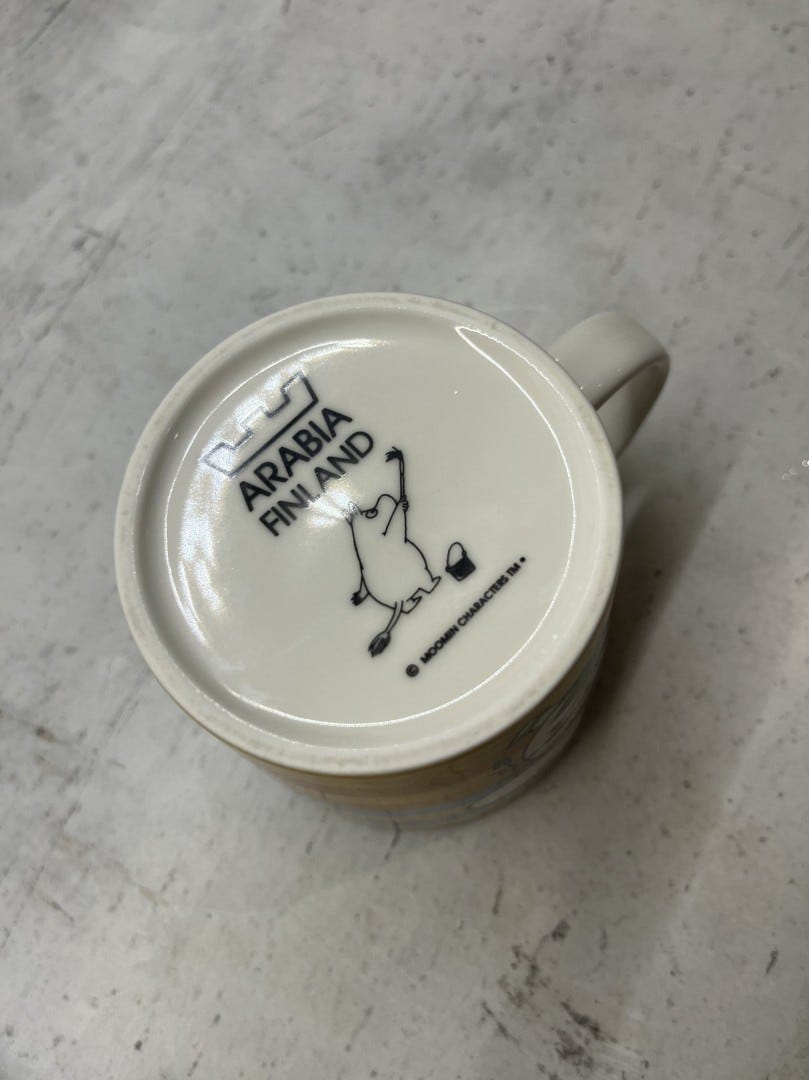 ARABIA
FINLAND
© MOOMIN CHARACTERS TM •